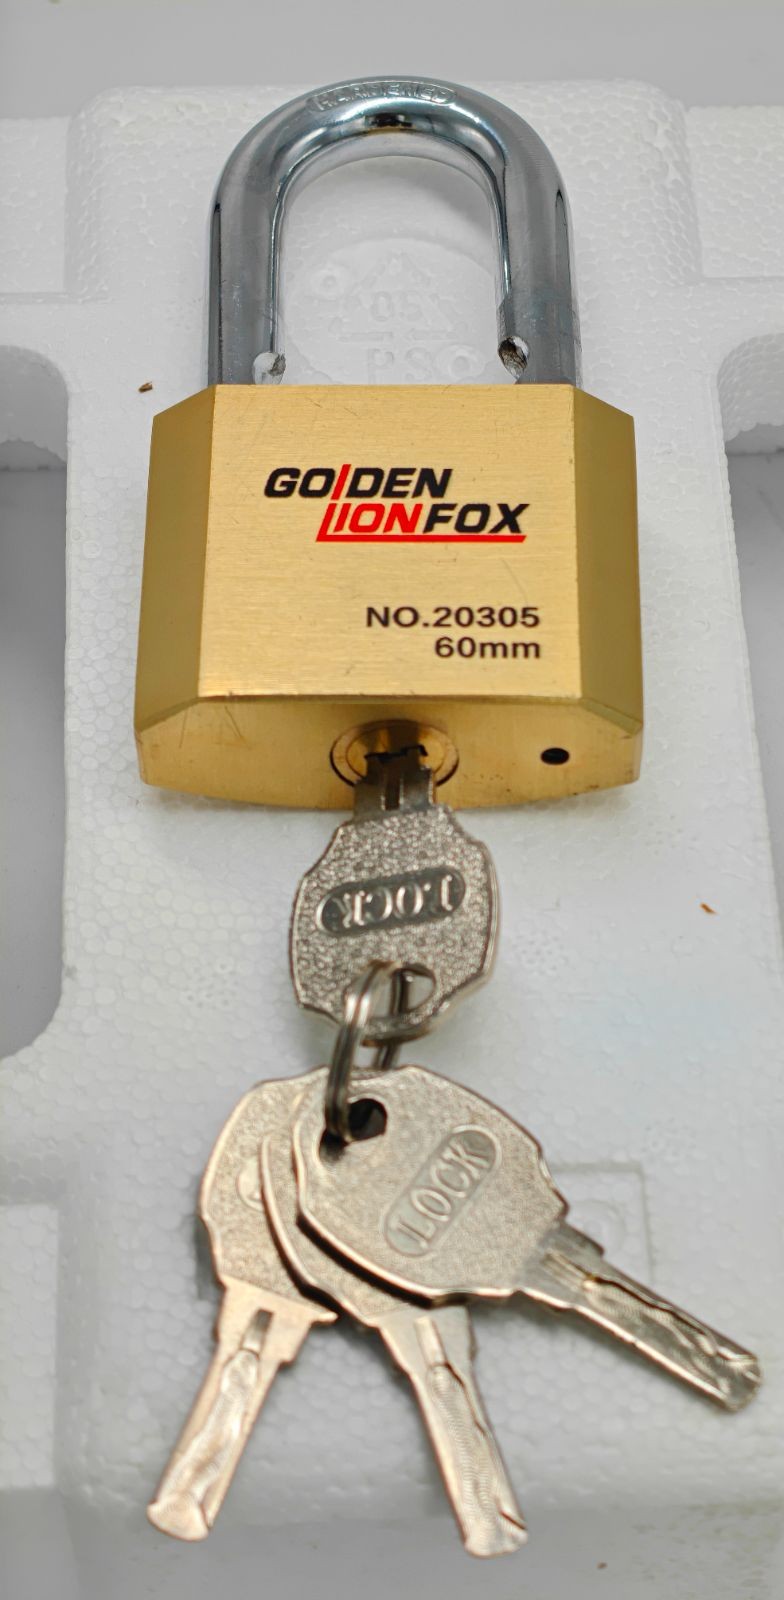 HARDENED
GOLDEN
LIONFOX
NO.20305
60mm
LOCK
LOCK